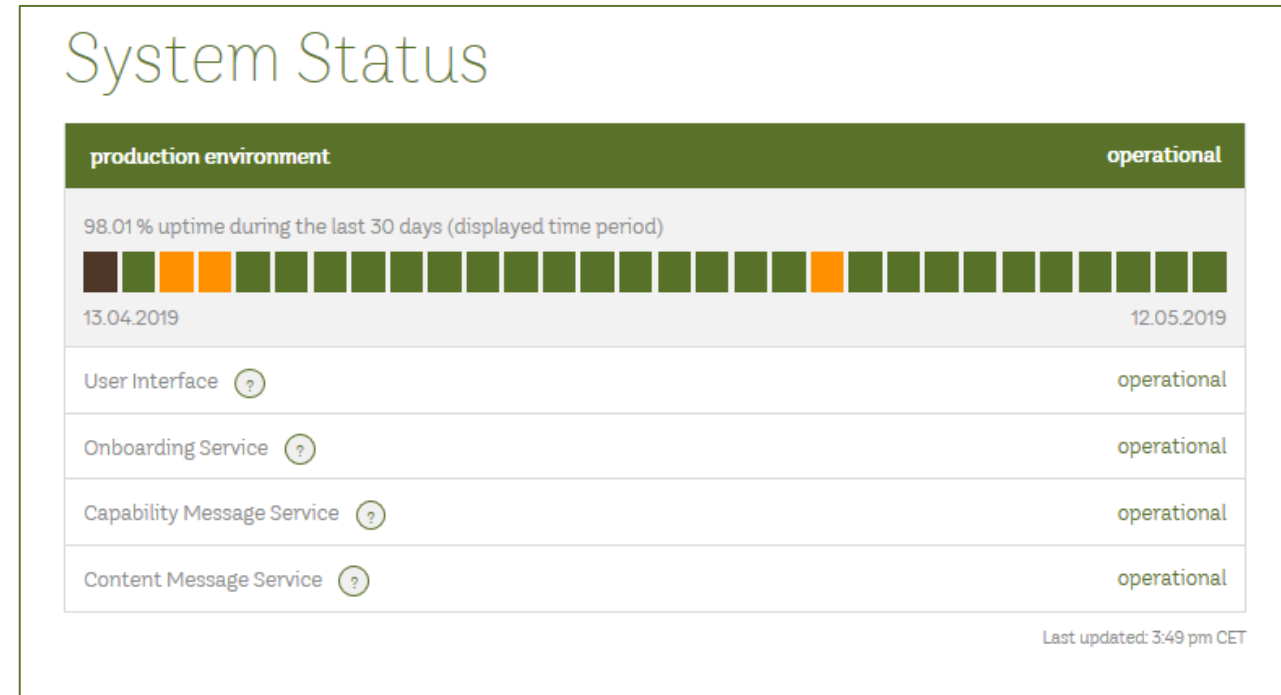 System Status
production environment operational
98.01 % uptime during the last 30 days (displayed time period)
13.04.2019 12.05.2019
User Interface ? operational
Onboarding Service ? operational
Capability Message Service ? operational
Content Message Service ? operational
Last updated: 3:49 pm CET